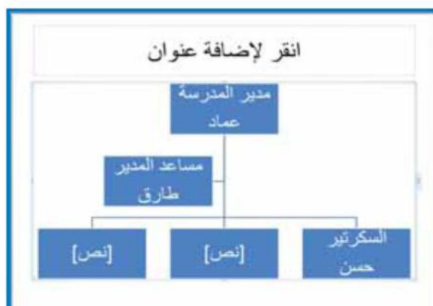 انقر لإضافة عنوان
مدير المدرسة
عماد
مساعد المدير
طارق
السكرتير
حسن
[نص]
[نص]